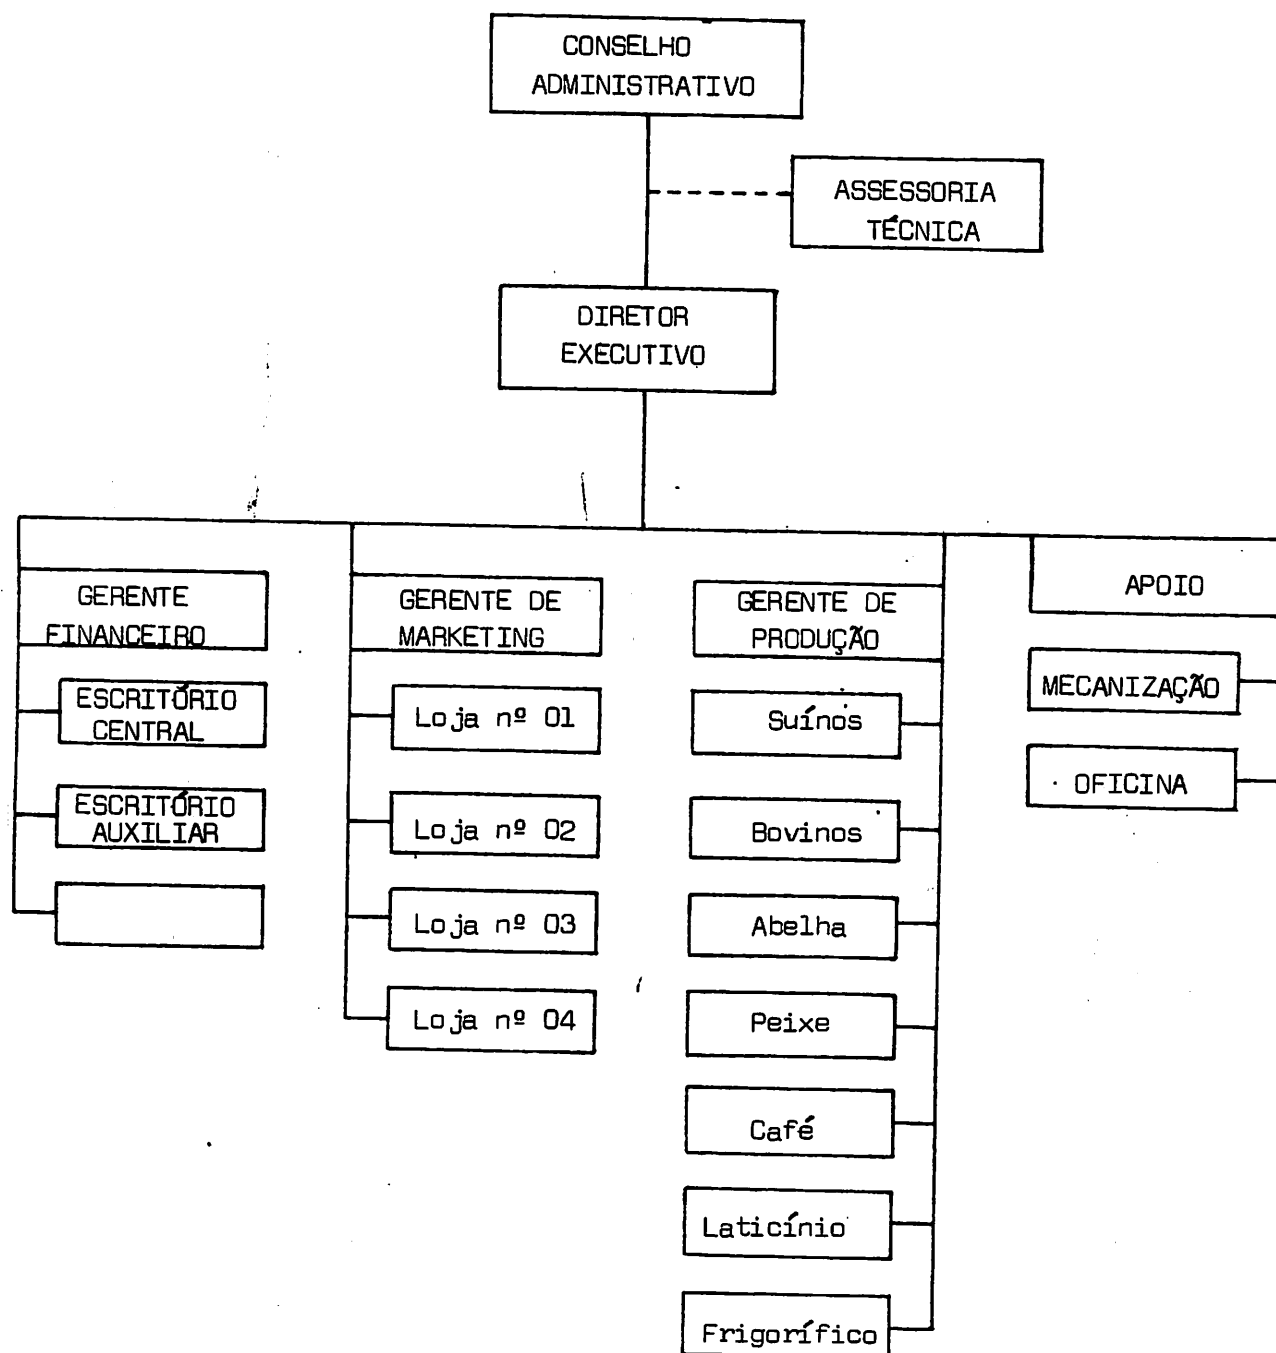 CONSELHO
ADMINISTRATIVO
ASSESSORIA
TÉCNICA
DIRETOR
EXECUTIVO
GERENTE
FINANCEIRO
ESCRITÓRIO
CENTRAL
ESCRITÓRIO
AUXILIAR
GERENTE DE
MARKETING
Loja nº 01
Loja nº 02
Loja nº 03
Loja nº 04
GERENTE DE
PRODUÇÃO
Suínos
Bovinos
Abelha
Peixe
Café
Laticínio
Frigorífico
APOIO
MECANIZAÇÃO
OFICINA